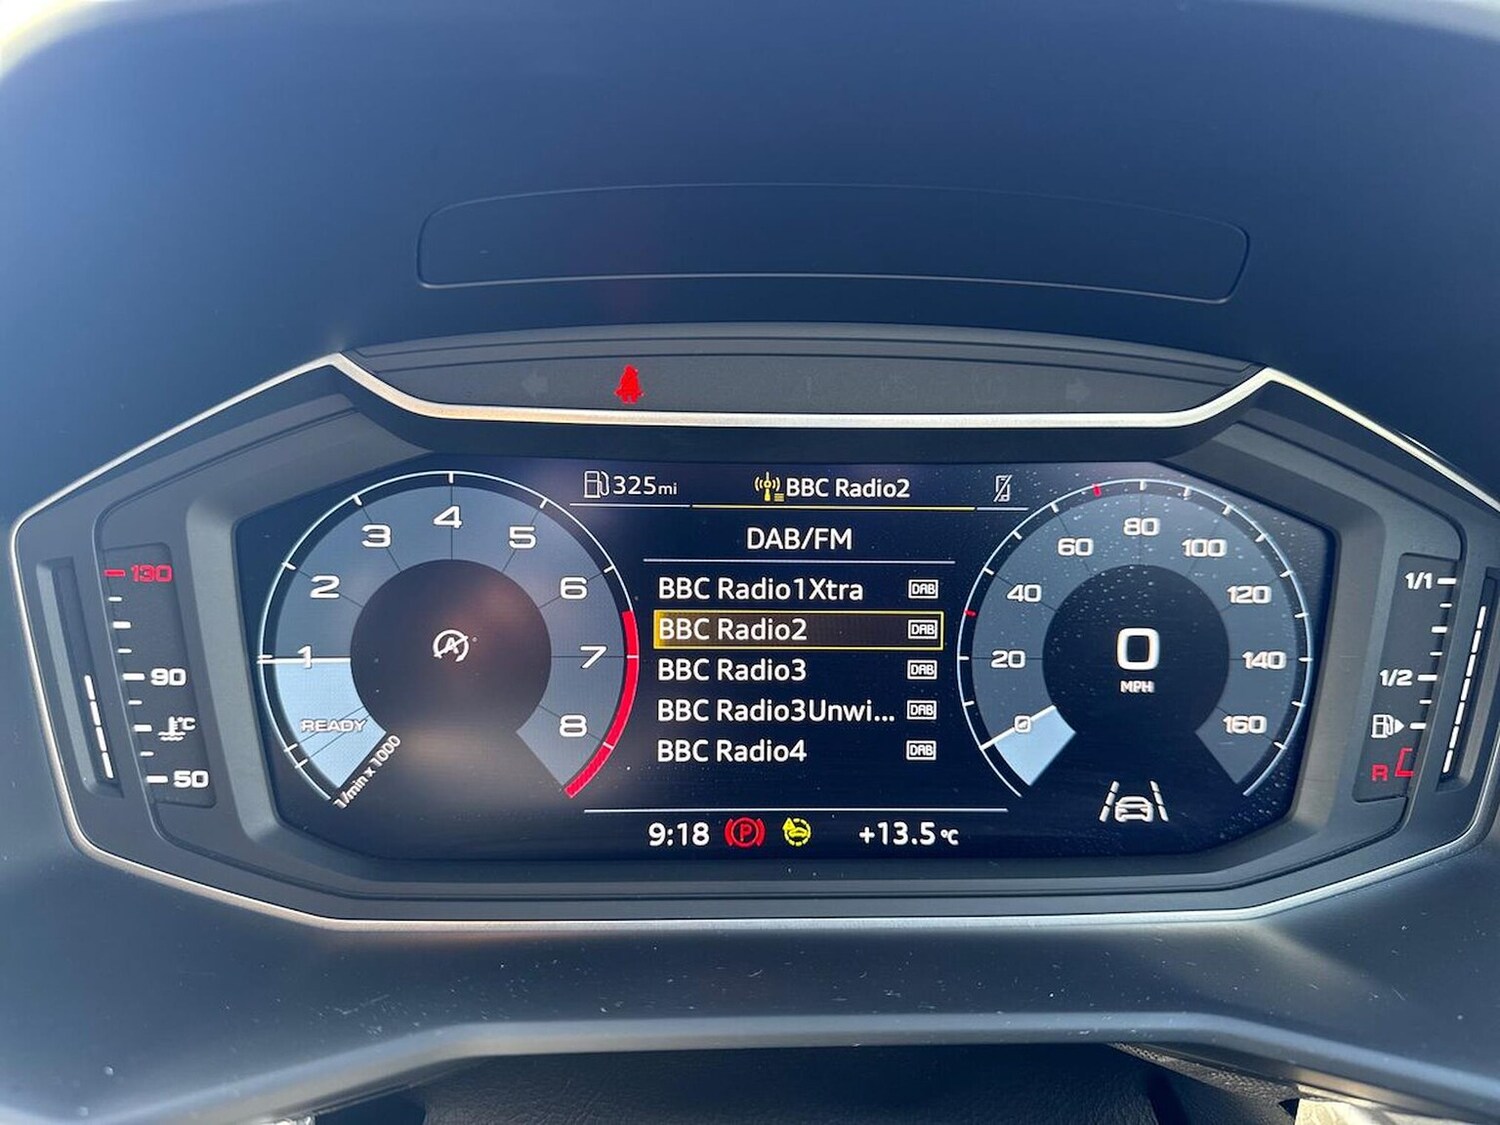 325mi
BBC Radio2
DAB/FM
BBC Radio1Xtra DAB
BBC Radio2 DAB
BBC Radio3 DAB
BBC Radio3Unwi... DAB
BBC Radio4 DAB
9:18 P A +13.5°C
1
2
3
4
5
6
7
8
READY
1/min x 1000
A
0
20
40
60
80
100
120
140
160
0
MPH
130
90
°C
50
1/1
1/2
R